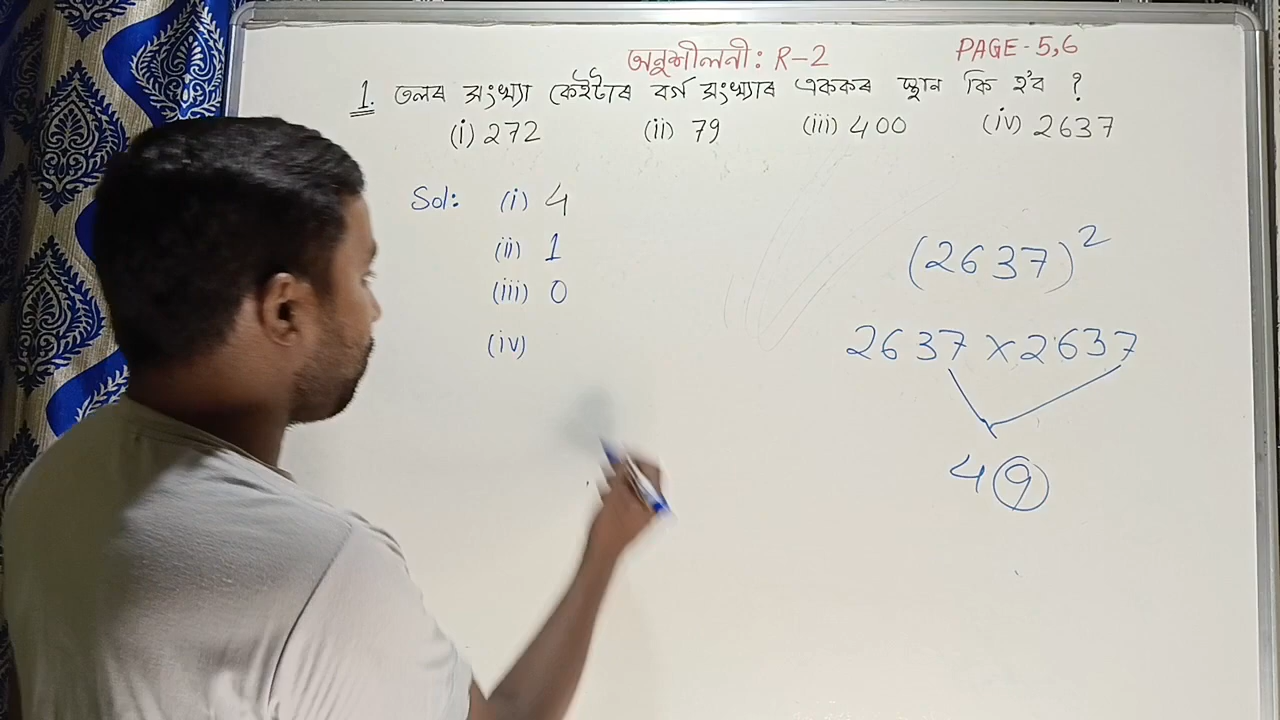 অনুশীলনী: R-2 PAGE-5,6
1. তলৰ সংখ্যা কেইটাৰ বৰ্গ সংখ্যাৰ এককৰ স্থান কি হ'ব ?
(i) 272 (ii) 79 (iii) 400 (iv) 2637
Sol: (i) 4
(ii) 1
(iii) 0
(iv)
(2637)²
2637 × 2637
49